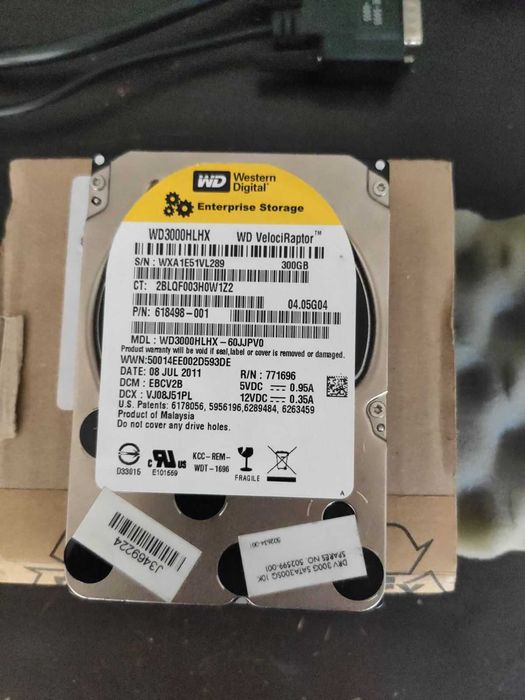 WD Western Digital®
Enterprise Storage
WD3000HLHX WD VelociRaptor™
S/N : WXA1E51VL289 300GB
CT: 2BLQF003H0W1Z2
04.05G04
P/N: 618498-001
MDL : WD3000HLHX-60JJPV0
Product warranty will be void if seal,label or cover is removed or damaged.
WWN:50014EE002D593DE
DATE: 08 JUL 2011 R/N : 771696
DCM : EBCV2B 5VDC 0.95A
DCX : VJ08J51PL 12VDC 0.35A
U.S. Patents: 6178056, 5956196,6289484, 6263459
Product of Malaysia
Do not cover any drive holes.
D33015
c RU us
E101559
KCC-REM-
WDT-1696
FRAGILE
A
J3469224
DRV 300G SATA300SG 10K
SPARES NO. 502599-001